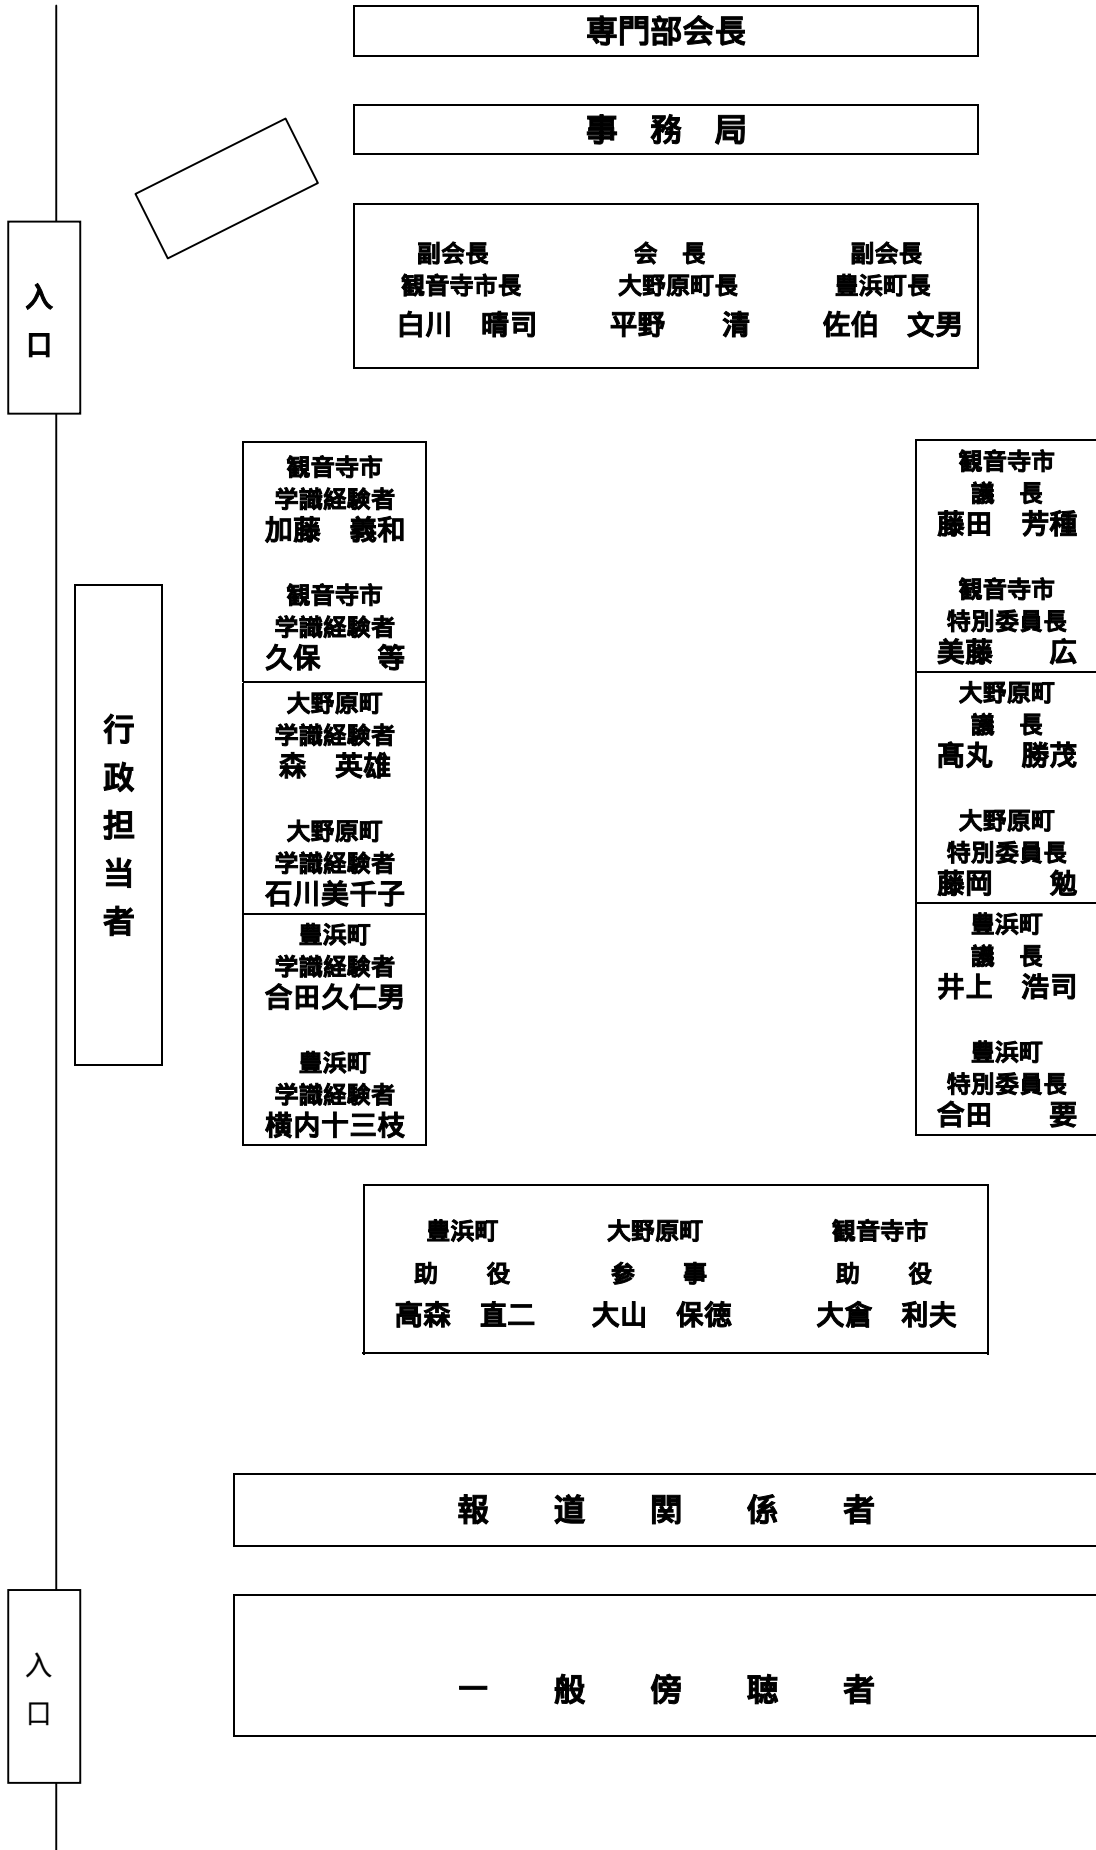 専門部会長
事　務　局
入
口
副会長　会　長　副会長
観音寺市長　大野原町長　豊浜町長
白川　晴司　平野　　清　佐伯　文男
観音寺市
学識経験者
加藤　義和
観音寺市
学識経験者
久保　　等
大野原町
学識経験者
森　英雄
大野原町
学識経験者
石川美千子
豊浜町
学識経験者
合田久仁男
豊浜町
学識経験者
横内十三枝
観音寺市
議　長
藤田　芳種
観音寺市
特別委員長
美藤　　広
大野原町
議　長
髙丸　勝茂
大野原町
特別委員長
藤岡　　勉
豊浜町
議　長
井上　浩司
豊浜町
特別委員長
合田　　要
行
政
担
当
者
豊浜町　大野原町　観音寺市
助　　役　参　　事　助　　役
高森　直二　大山　保徳　大倉　利夫
報　道　関　係　者
入
口
一　般　傍　聴　者